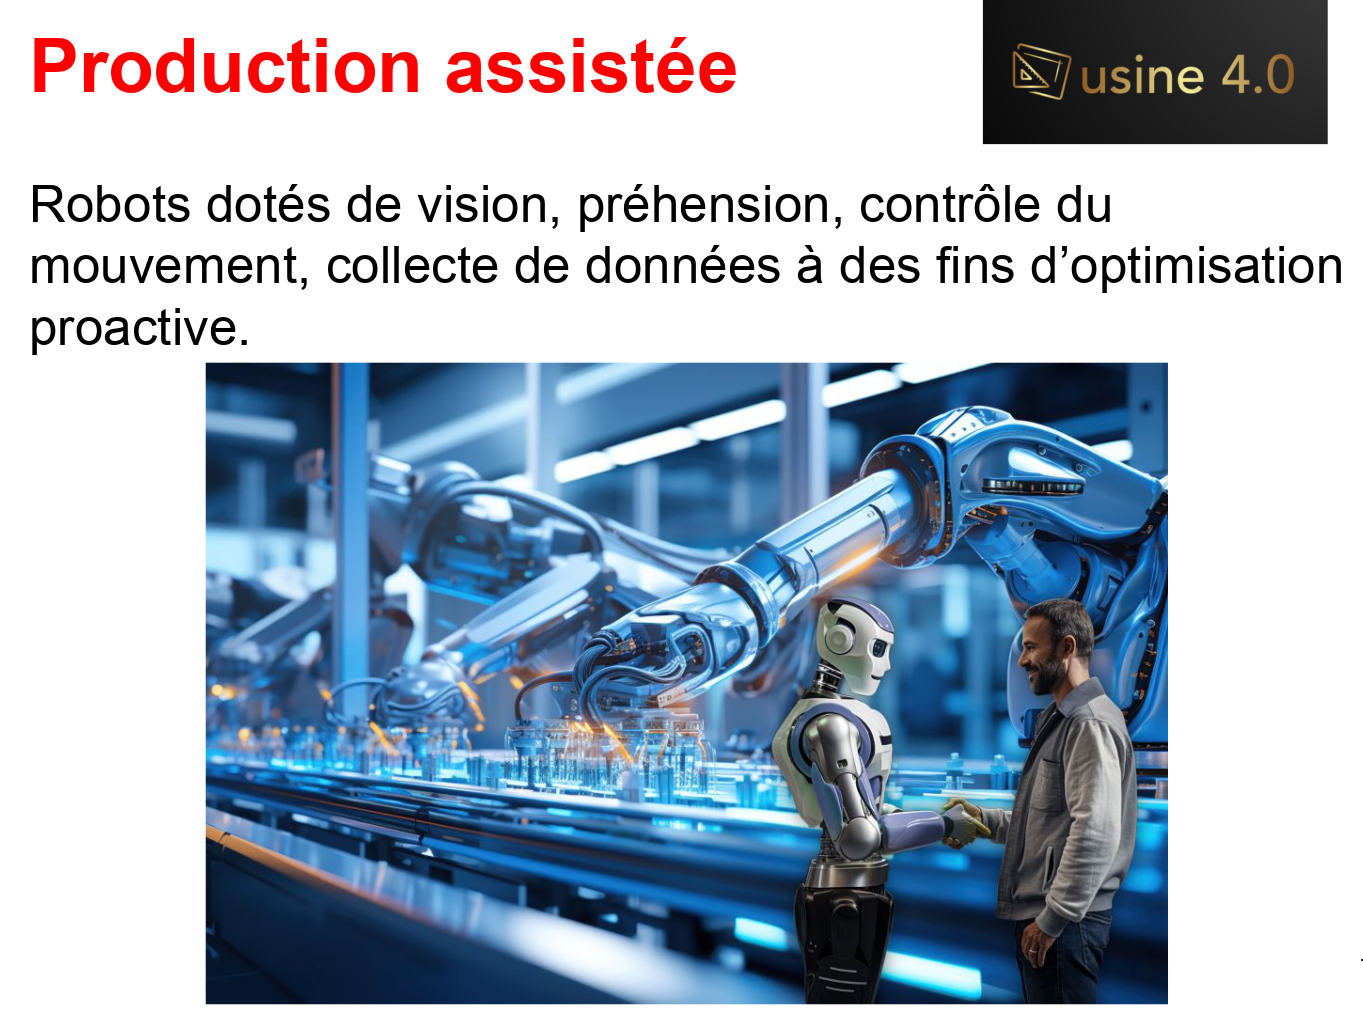 Production assistée
usine 4.0
Robots dotés de vision, préhension, contrôle du
mouvement, collecte de données à des fins d’optimisation
proactive.